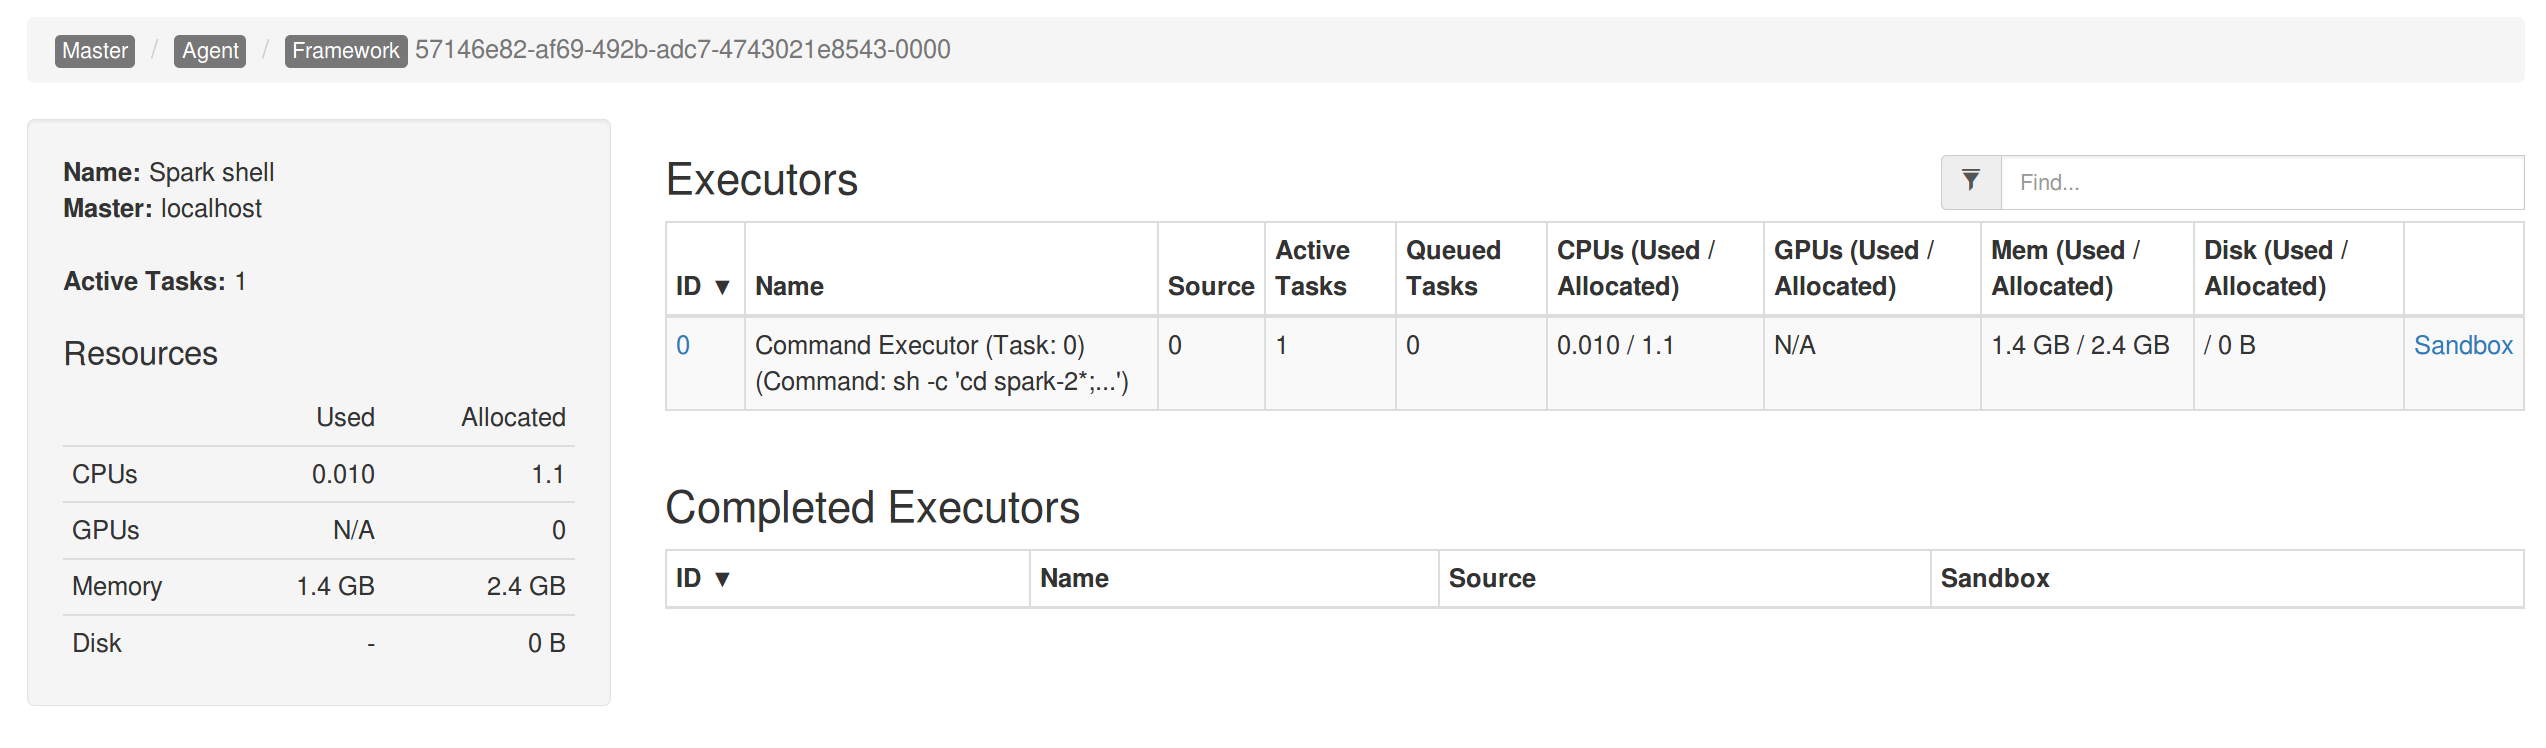 Master / Agent / Framework 57146e82-af69-492b-adc7-4743021e8543-0000
Name: Spark shell
Master: localhost
Active Tasks: 1
Resources
Used Allocated
CPUs 0.010 1.1
GPUs N/A 0
Memory 1.4 GB 2.4 GB
Disk - 0 B
Executors
Find...
ID ▼ Name Source Active Tasks Queued Tasks CPUs (Used / Allocated) GPUs (Used / Allocated) Mem (Used / Allocated) Disk (Used / Allocated)
0 Command Executor (Task: 0) 0 1 0 0.010 / 1.1 N/A 1.4 GB / 2.4 GB / 0 B Sandbox
(Command: sh -c 'cd spark-2*;...')
Completed Executors
ID ▼ Name Source Sandbox